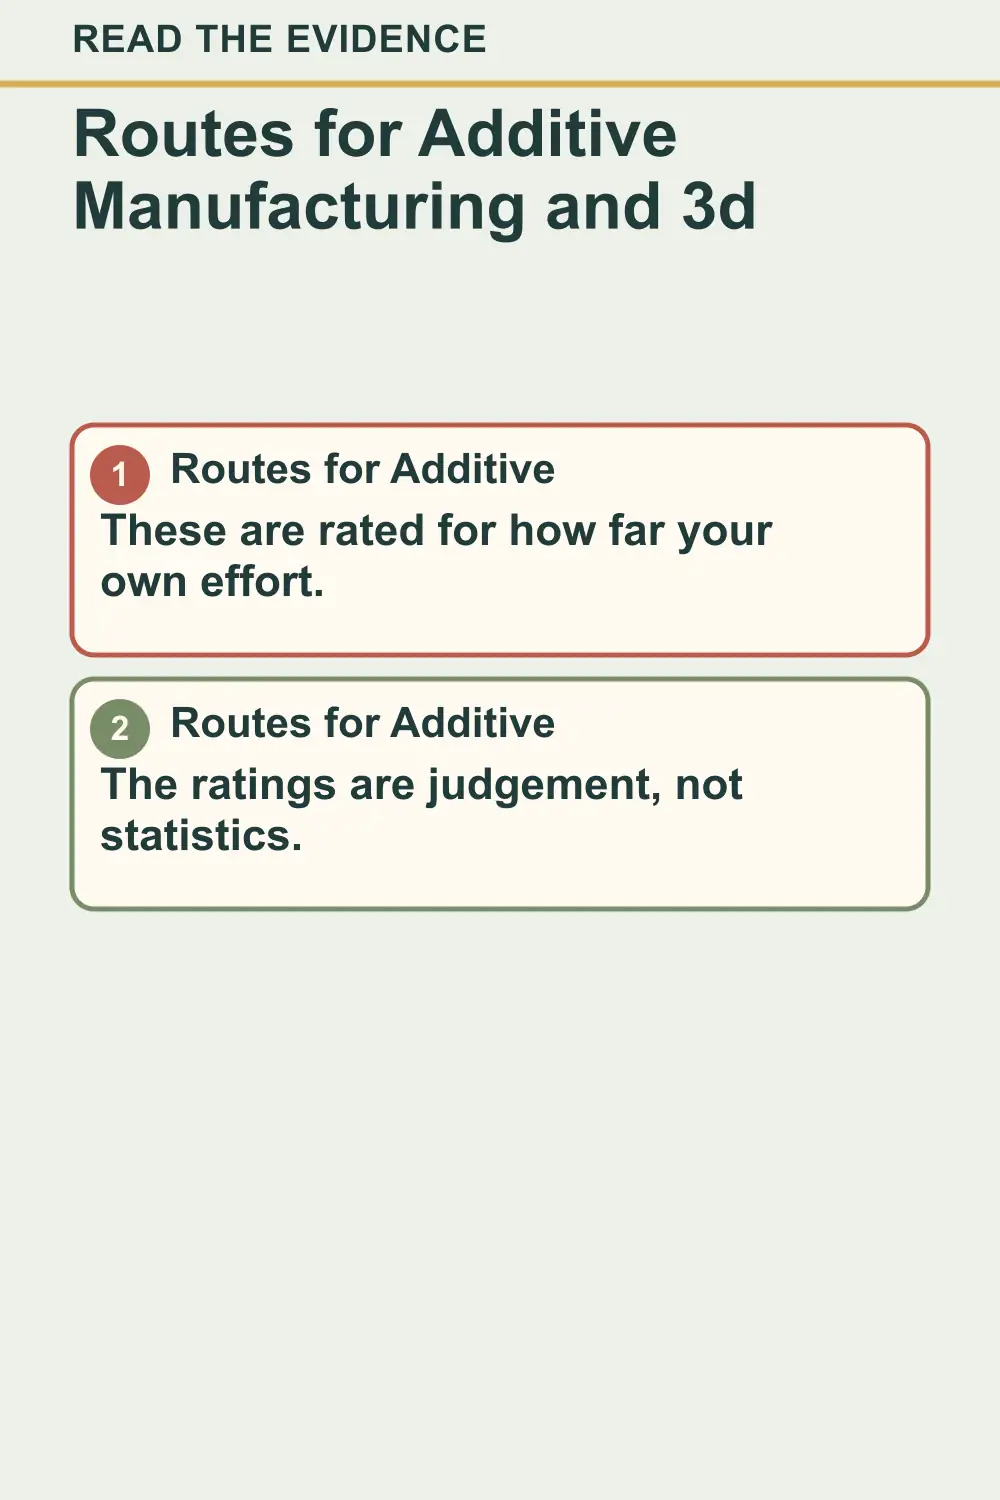 READ THE EVIDENCE
Routes for Additive
Manufacturing and 3d
1 Routes for Additive
These are rated for how far your
own effort.
2 Routes for Additive
The ratings are judgement, not
statistics.